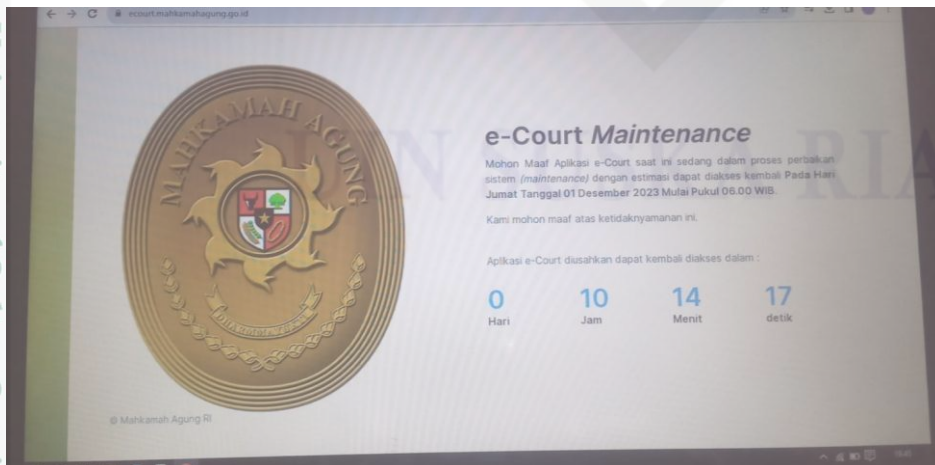 ecourt.mahkamahagung.go.id
MAHKAMAH AGUNG
e-Court Maintenance
Mohon Maaf Aplikasi e-Court saat ini sedang dalam proses perbaikan
sistem (maintenance) dengan estimasi dapat diakses kembali Pada Hari
Jumat Tanggal 01 Desember 2023 Mulai Pukul 06.00 WIB.
Kami mohon maaf atas ketidaknyamanan ini.
Aplikasi e-Court diusahkan dapat kembali diakses dalam :
0 10 14 17
Hari Jam Menit detik
© Mahkamah Agung RI